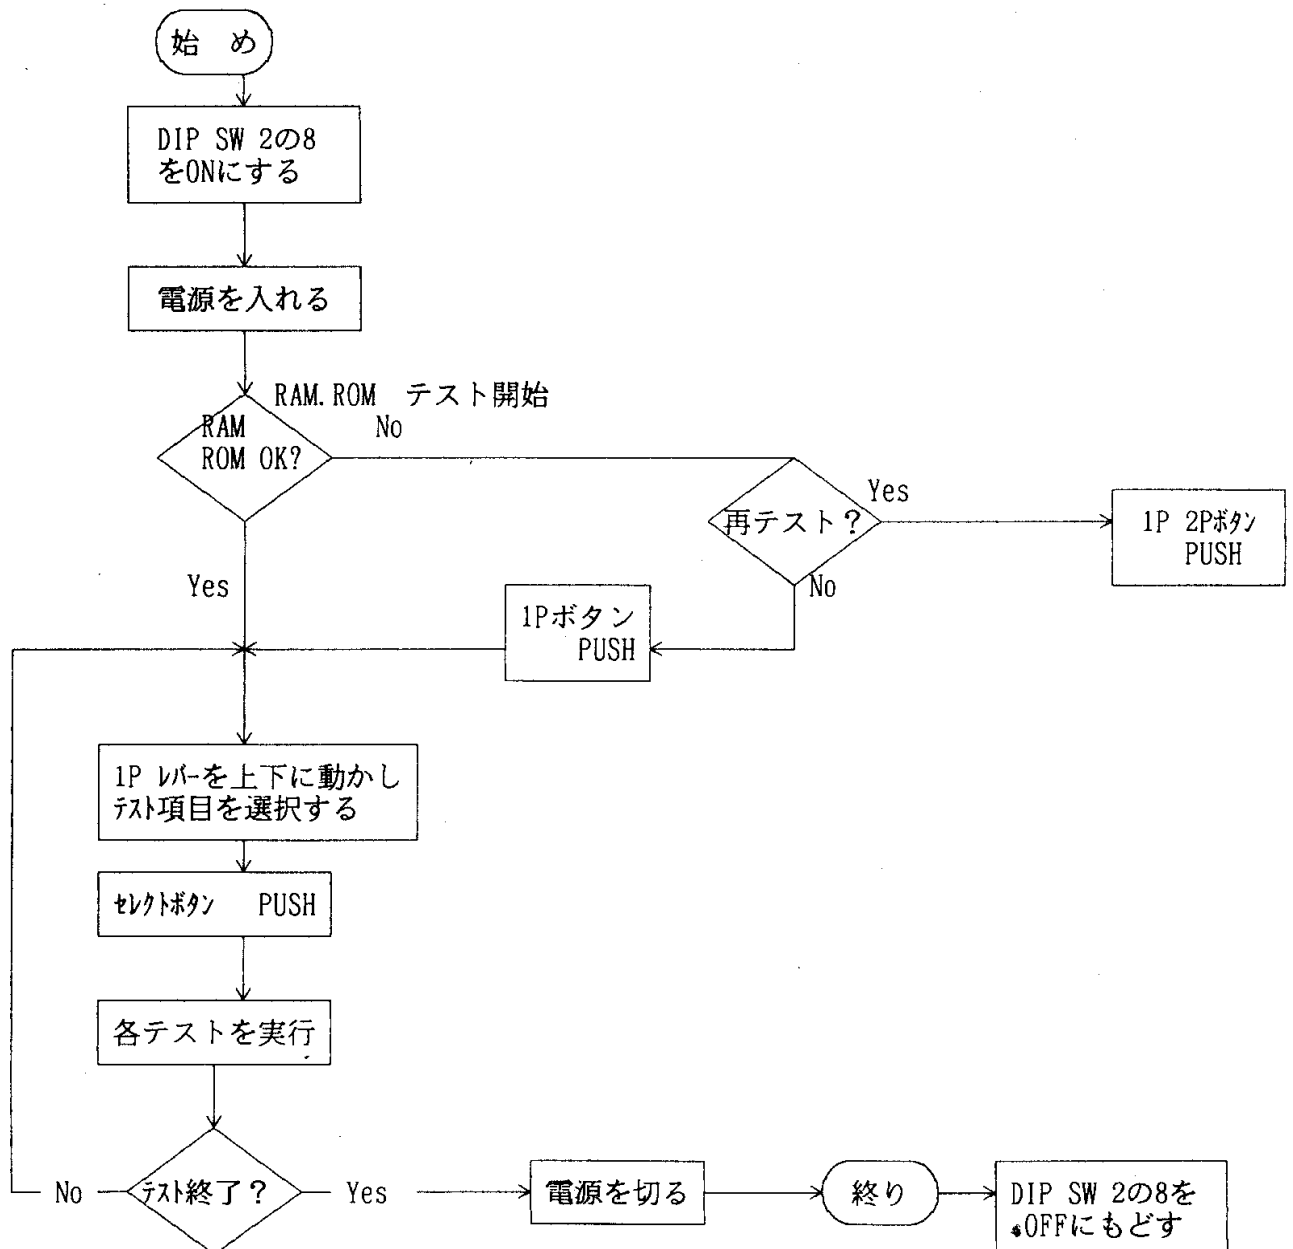 始　め
DIP SW 2の8
をONにする
電源を入れる
RAM.ROM　テスト開始
RAM
ROM OK?
No
Yes
再テスト？
Yes
No
1P 2Pボタン
PUSH
1Pボタン
PUSH
1P レバーを上下に動かし
テスト項目を選択する
セレクトボタン　PUSH
各テストを実行
テスト終了？
No
Yes
電源を切る
終り
DIP SW 2の8を
OFFにもどす